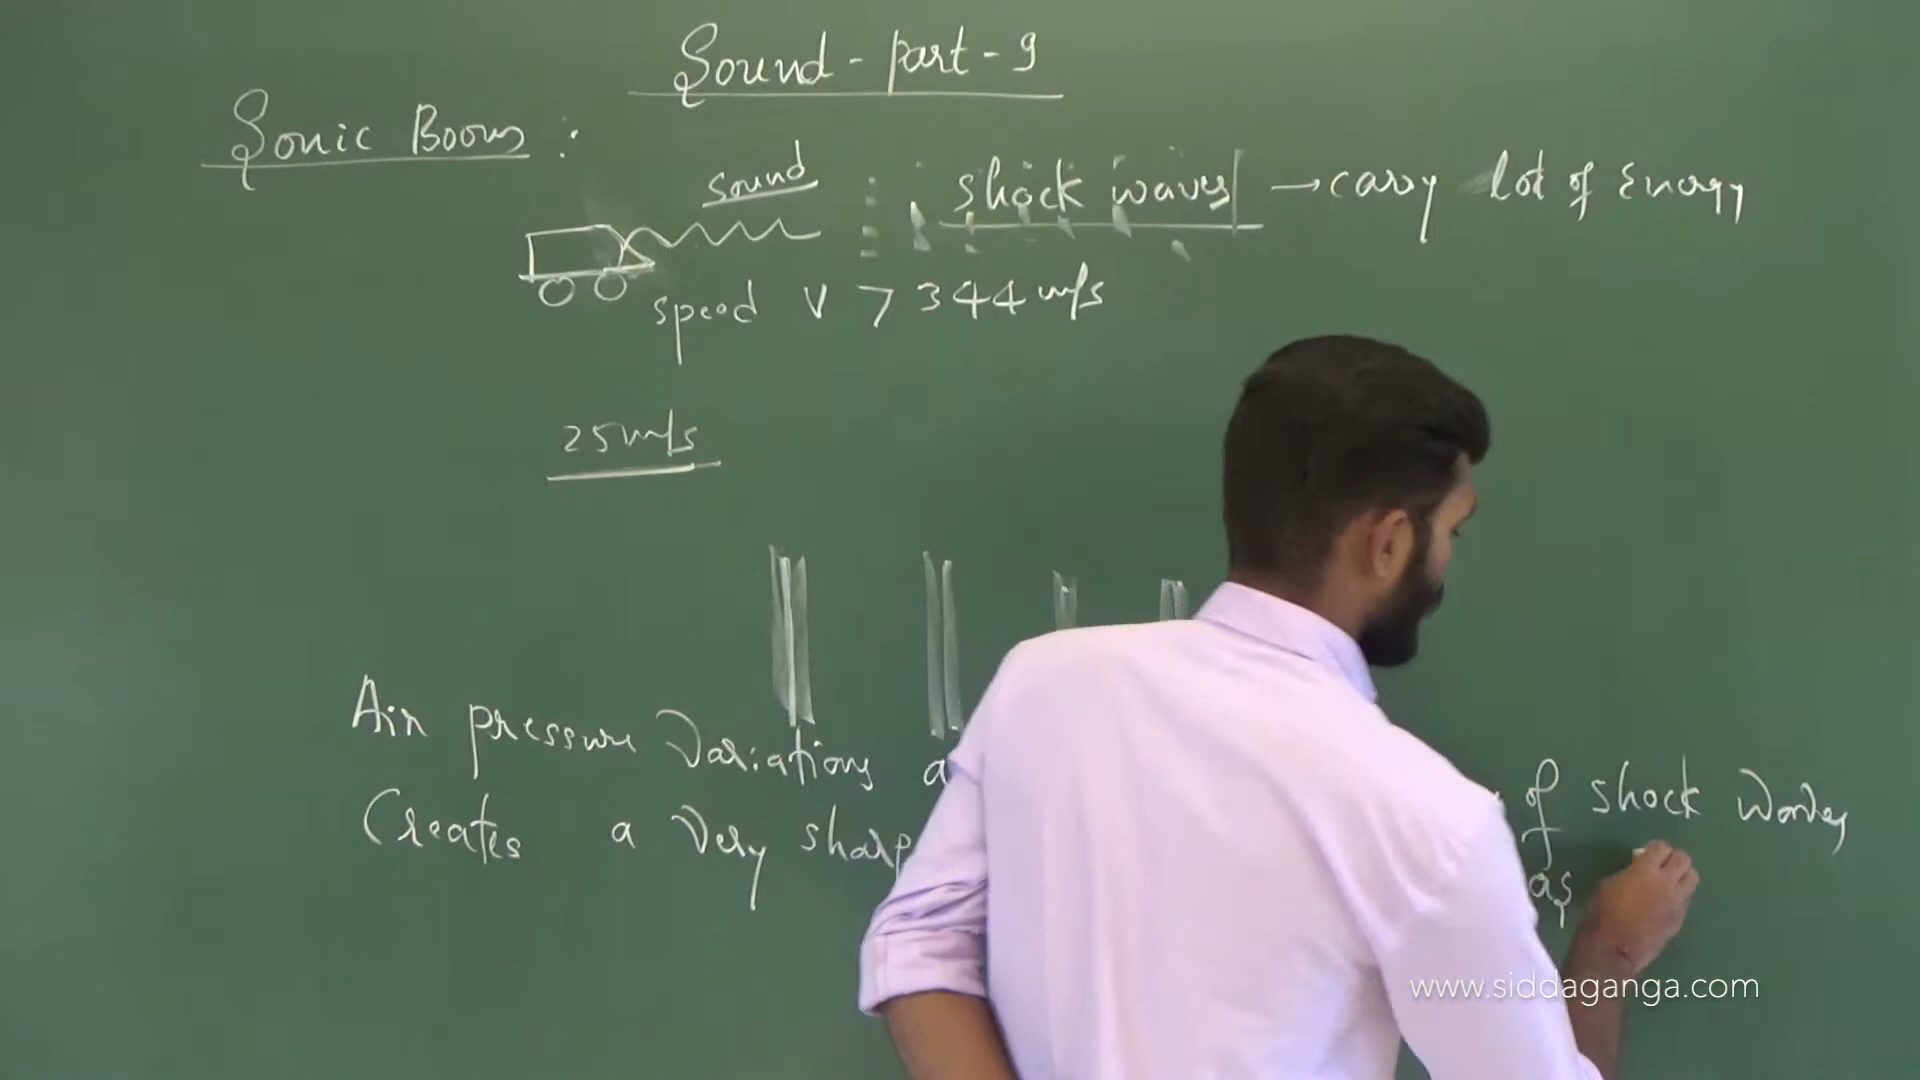 Sound - part - 9
Sonic Boom :
sound
shock waves → carry lot of Energy
speed V > 344 m/s
25 m/s
Air pressure Variations a of shock Waves
Creates a Very sharp as
www.siddaganga.com